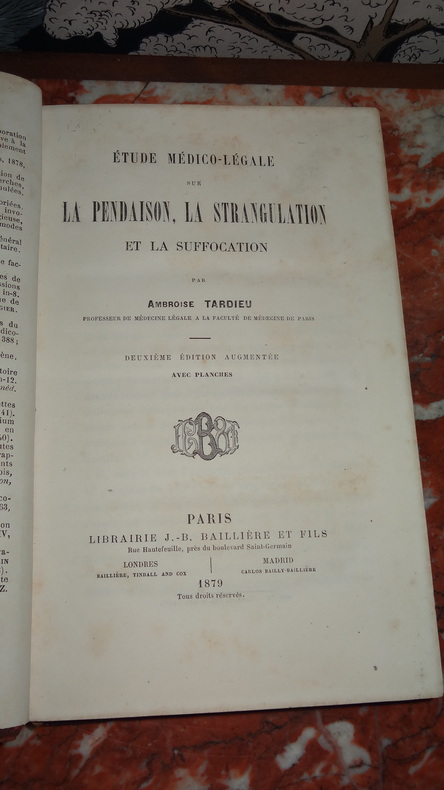 ÉTUDE MÉDICO-LÉGALE
SUR
LA PENDAISON, LA STRANGULATION
ET LA SUFFOCATION
PAR
AMBROISE TARDIEU
PROFESSEUR DE MÉDECINE LÉGALE A LA FACULTÉ DE MÉDECINE DE PARIS
DEUXIÈME ÉDITION AUGMENTÉE
AVEC PLANCHES
PARIS
LIBRAIRIE J.-B. BAILLIÈRE ET FILS
Rue Hautefeuille, près du boulevard Saint-Germain
LONDRES
BAILLIÈRE, TINDALL AND COX
MADRID
CARLOS BAILLY-BAILLIÈRE
1879
Tous droits réservés.